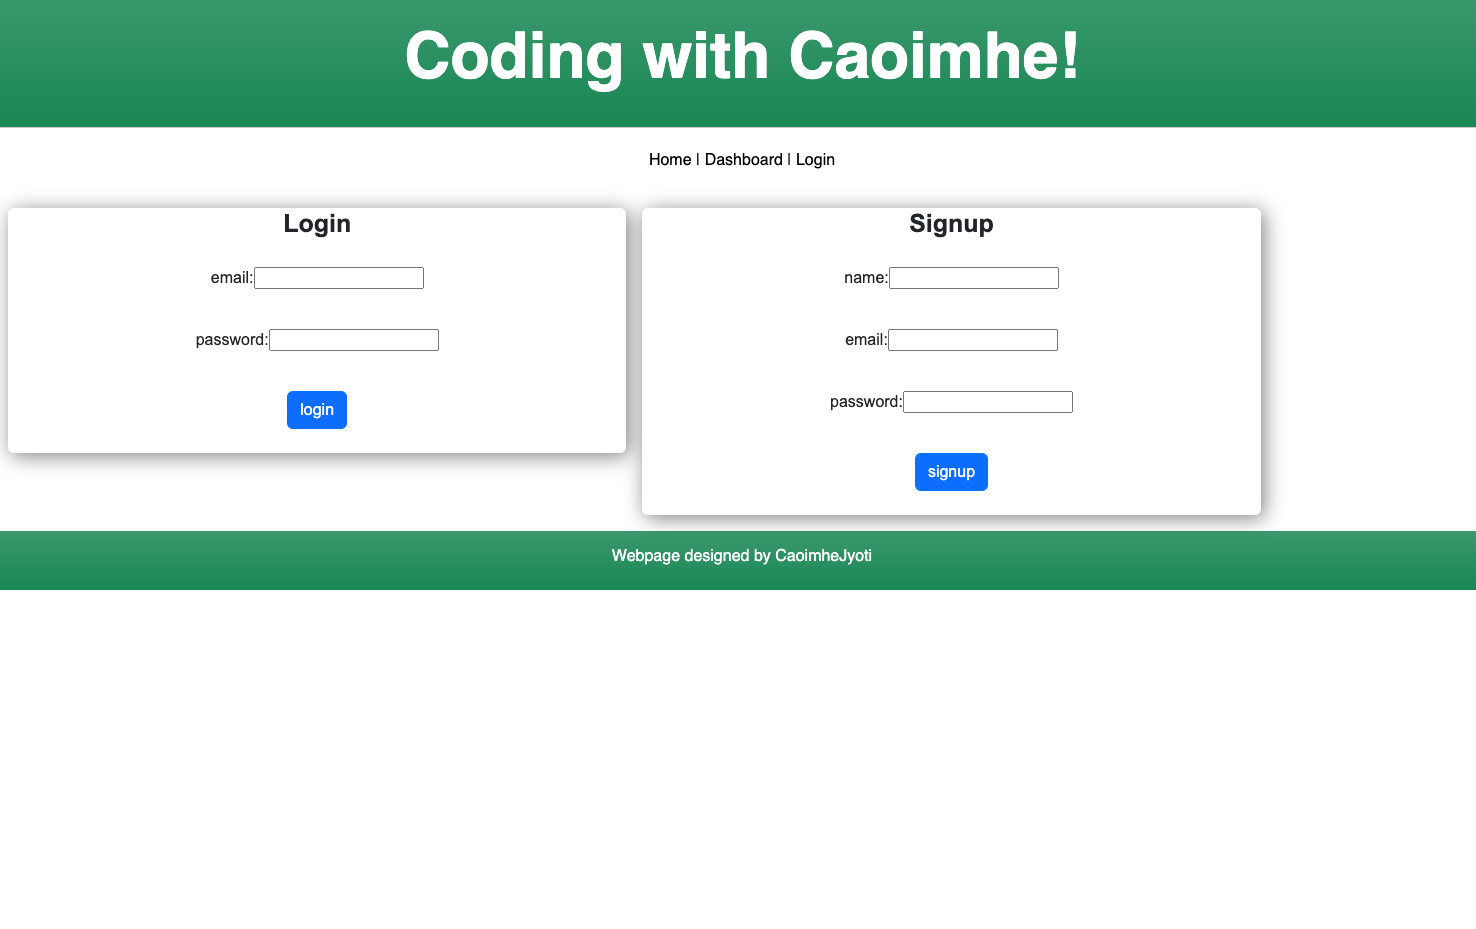 Coding with Caoimhe!
Home | Dashboard | Login
Login
email:
password:
login
Signup
name:
email:
password:
signup
Webpage designed by CaoimheJyoti